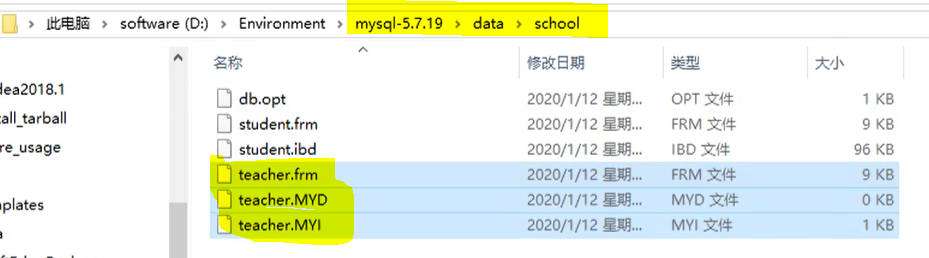 此电脑 > software (D:) > Environment > mysql-5.7.19 > data > school
名称 修改日期 类型 大小
dea2018.1
tall_tarball
re_usage
nplates
a
db.opt 2020/1/12 星期... OPT 文件 1 KB
student.frm 2020/1/12 星期... FRM 文件 9 KB
student.ibd 2020/1/12 星期... IBD 文件 96 KB
teacher.frm 2020/1/12 星期... FRM 文件 9 KB
teacher.MYD 2020/1/12 星期... MYD 文件 0 KB
teacher.MYI 2020/1/12 星期... MYI 文件 1 KB